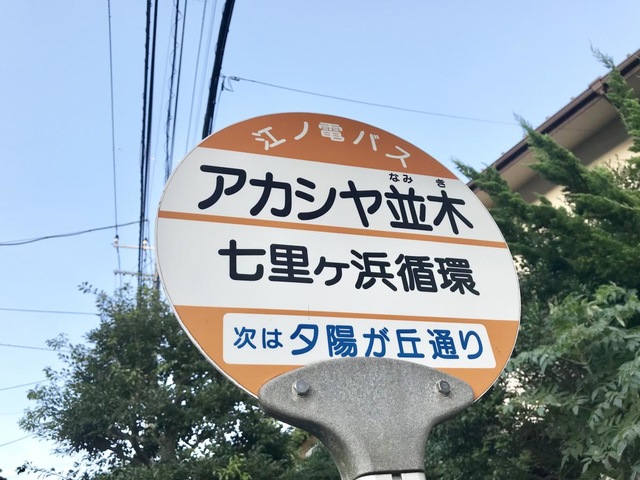 江ノ電バス
なみき
アカシヤ並木
七里ヶ浜循環
次は夕陽が丘通り